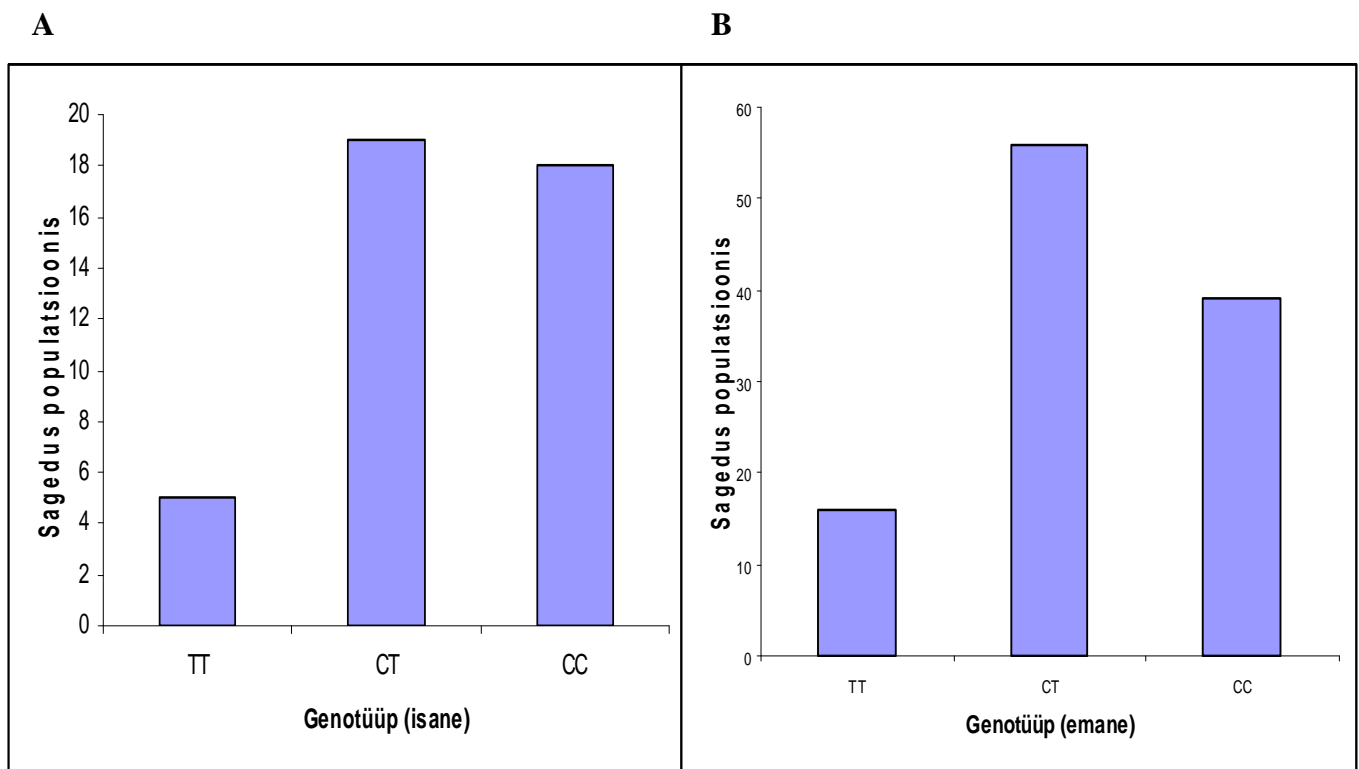 A
B
20
18
16
14
12
10
8
6
4
2
0
Sagedus populatsioonis
TT CT CC
Genotüüp (isane)
60
50
40
30
20
10
0
Sagedus populatsioonis
TT CT CC
Genotüüp (emane)